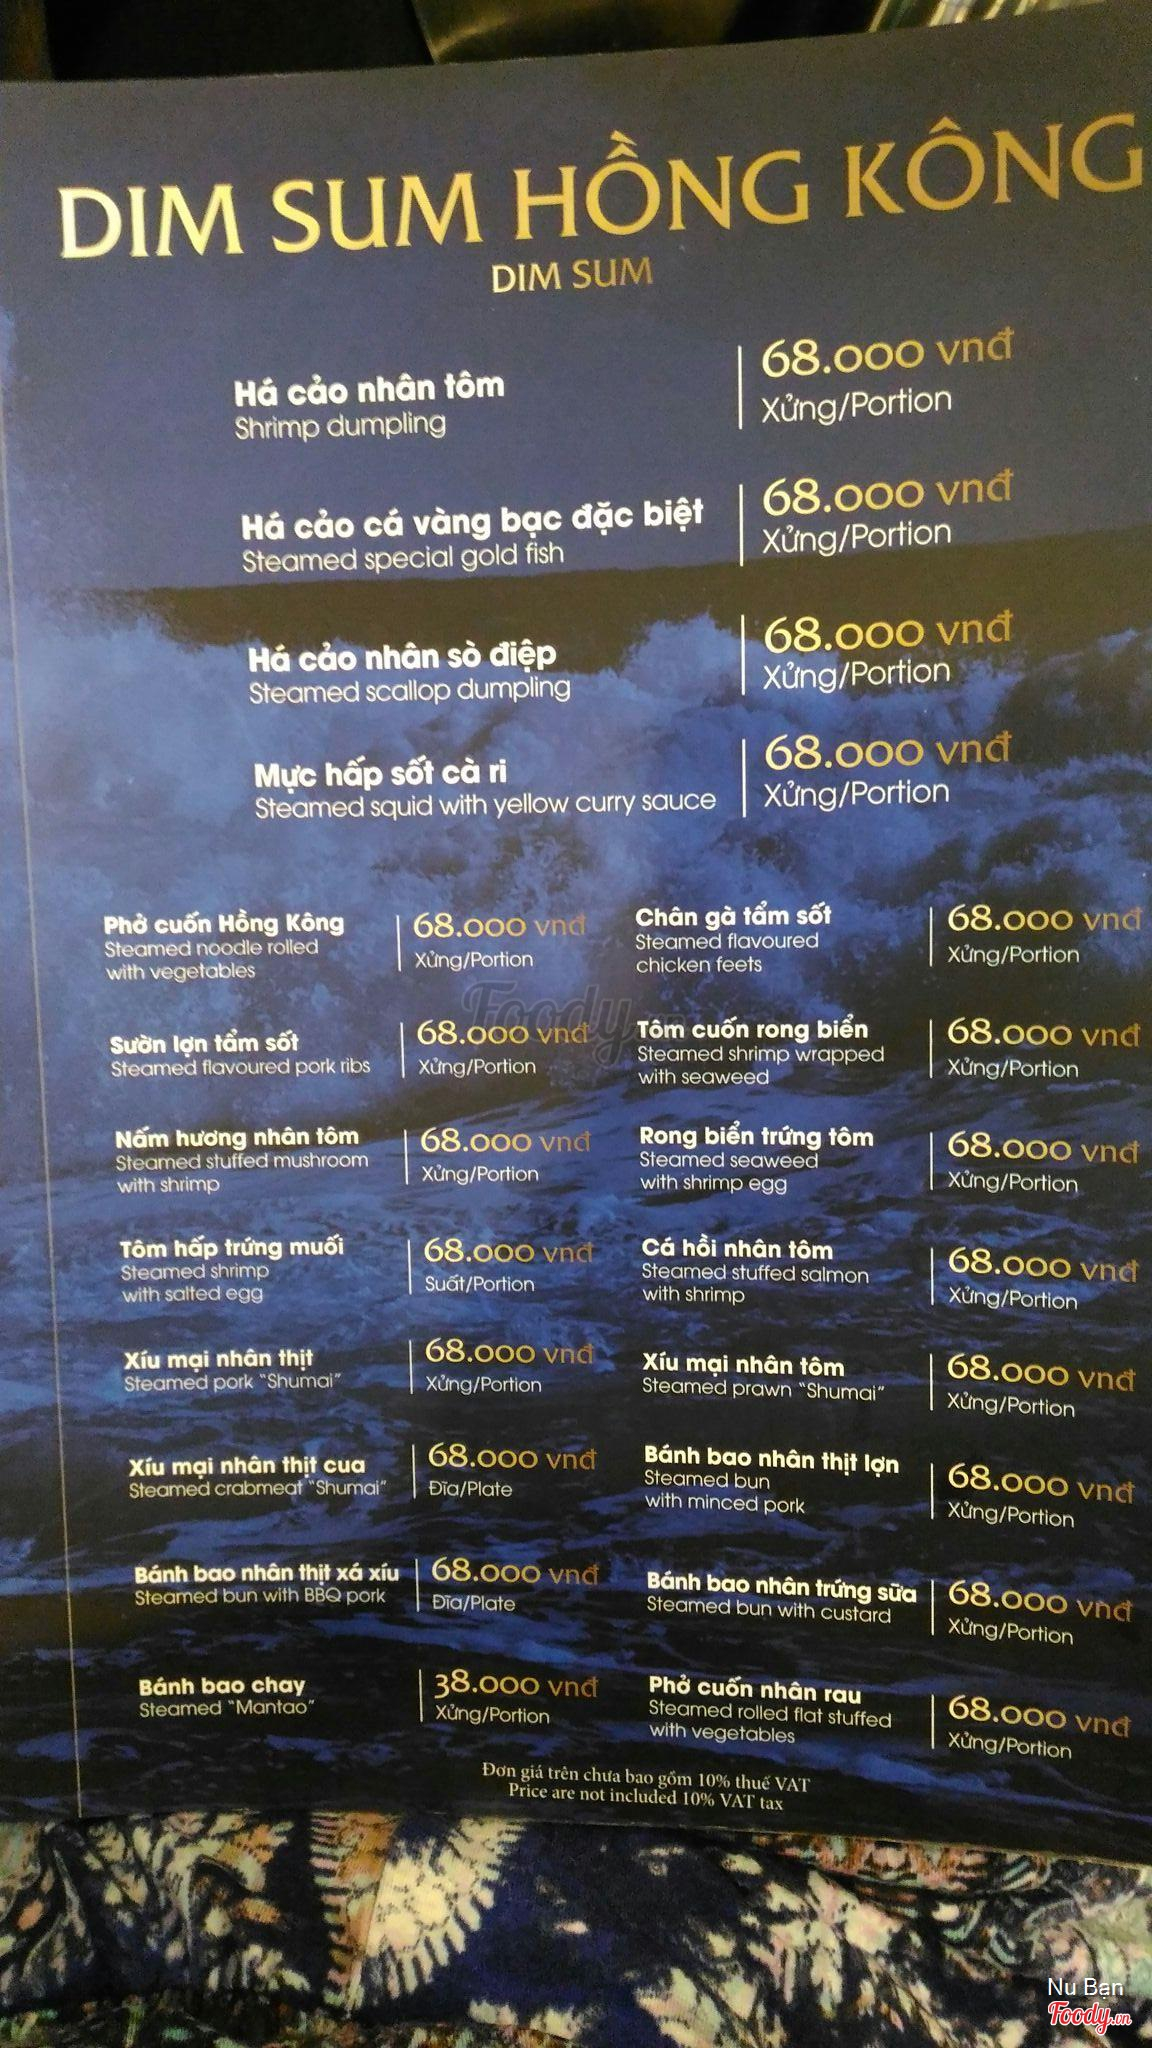 DIM SUM HỒNG KÔNG
DIM SUM
Há cảo nhân tôm
Shrimp dumpling
68.000 vnđ
Xửng/Portion
Há cảo cá vàng bạc đặc biệt
Steamed special gold fish
68.000 vnđ
Xửng/Portion
Há cảo nhân sò điệp
Steamed scallop dumpling
68.000 vnđ
Xửng/Portion
Mực hấp sốt cà ri
Steamed squid with yellow curry sauce
68.000 vnđ
Xửng/Portion
Phở cuốn Hồng Kông
Steamed noodle rolled
with vegetables
68.000 vnđ
Xửng/Portion
Sườn lợn tẩm sốt
Steamed flavoured pork ribs
68.000 vnđ
Xửng/Portion
Nấm hương nhân tôm
Steamed stuffed mushroom
with shrimp
68.000 vnđ
Xửng/Portion
Tôm hấp trứng muối
Steamed shrimp
with salted egg
68.000 vnđ
Suất/Portion
Xíu mại nhân thịt
Steamed pork "Shumai"
68.000 vnđ
Xửng/Portion
Xíu mại nhân thịt cua
Steamed crabmeat "Shumai"
68.000 vnđ
Đĩa/Plate
Bánh bao nhân thịt xá xíu
Steamed bun with BBQ pork
68.000 vnđ
Đĩa/Plate
Bánh bao chay
Steamed "Mantao"
38.000 vnđ
Xửng/Portion
Chân gà tẩm sốt
Steamed flavoured
chicken feets
68.000 vnđ
Xửng/Portion
Tôm cuốn rong biển
Steamed shrimp wrapped
with seaweed
68.000 vnđ
Xửng/Portion
Rong biển trứng tôm
Steamed seaweed
with shrimp egg
68.000 vnđ
Xửng/Portion
Cá hồi nhân tôm
Steamed stuffed salmon
with shrimp
68.000 vnđ
Xửng/Portion
Xíu mại nhân tôm
Steamed prawn "Shumai"
68.000 vnđ
Xửng/Portion
Bánh bao nhân thịt lợn
Steamed bun
with minced pork
68.000 vnđ
Xửng/Portion
Bánh bao nhân trứng sữa
Steamed bun with custard
68.000 vnđ
Xửng/Portion
Phở cuốn nhân rau
Steamed rolled flat stuffed
with vegetables
68.000 vnđ
Xửng/Portion
Đơn giá trên chưa bao gồm 10% thuế VAT
Price are not included 10% VAT tax
Foody.vn
Nu Bạn
Foody.vn